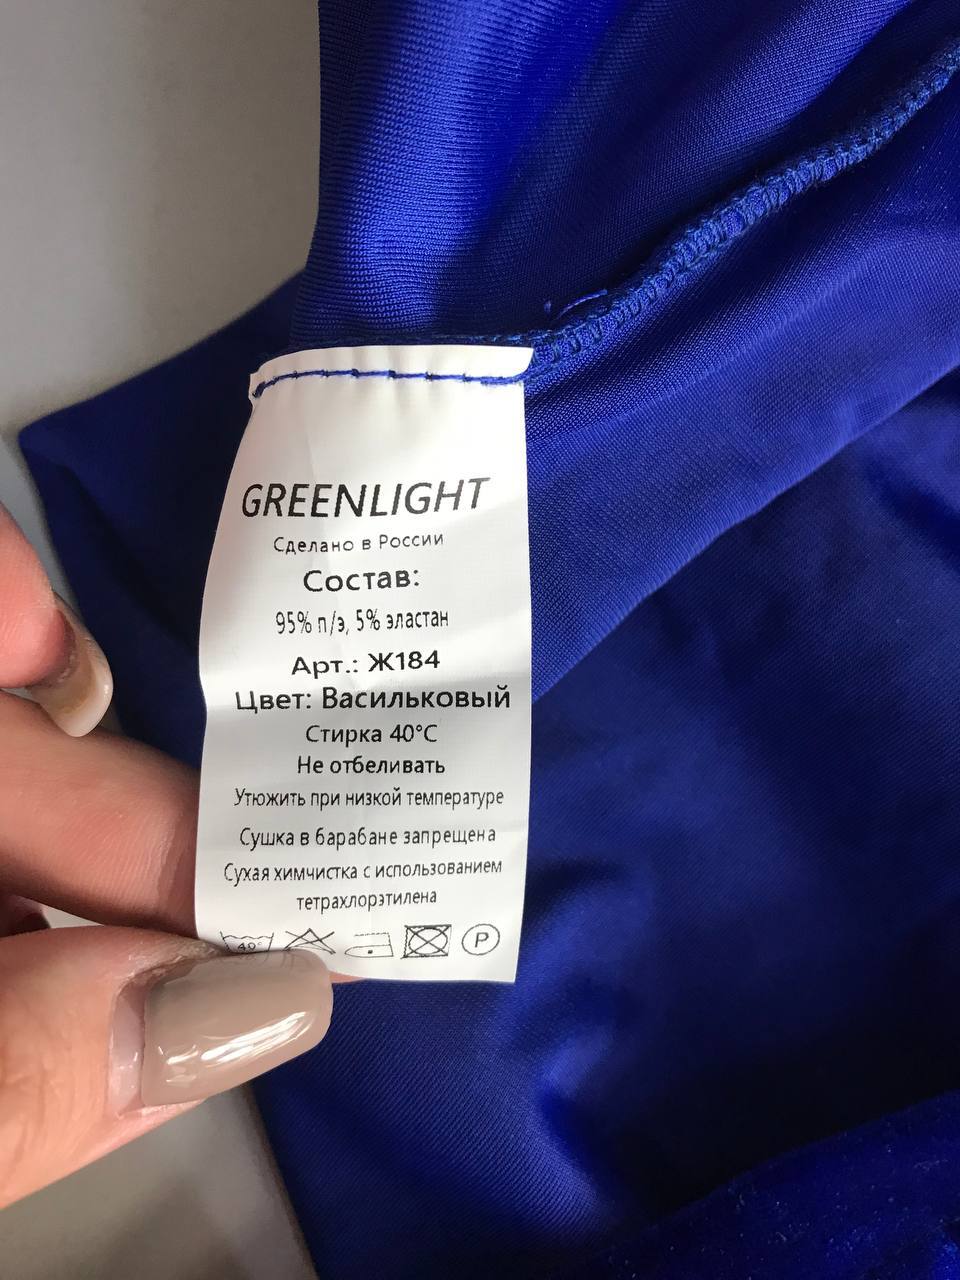 GREENLIGHT
Сделано в России
Состав:
95% п/э, 5% эластан
Арт.: Ж184
Цвет: Васильковый
Стирка 40°С
Не отбеливать
Утюжить при низкой температуре
Сушка в барабане запрещена
Сухая химчистка с использованием
тетрахлорэтилена
40° P